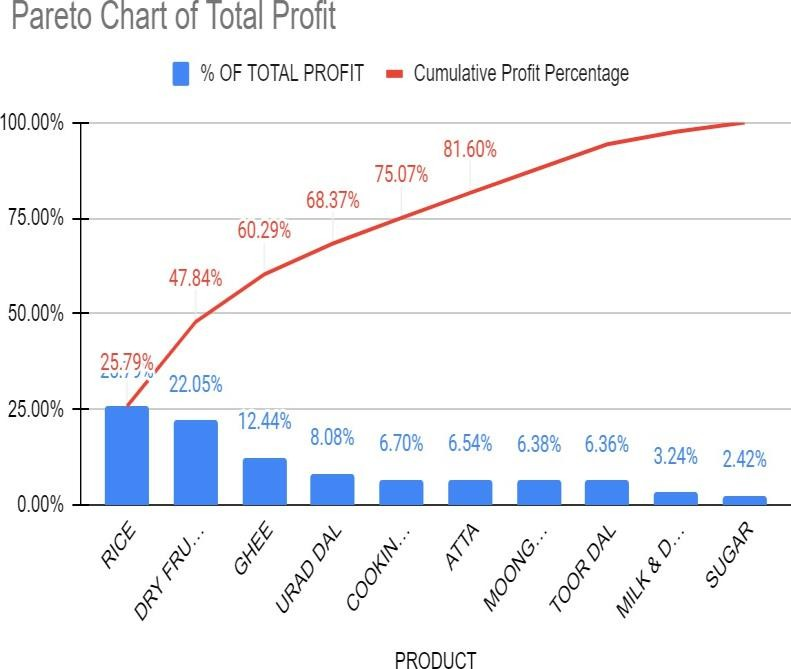 Pareto Chart of Total Profit
% OF TOTAL PROFIT Cumulative Profit Percentage
100.00%
75.00%
50.00%
25.00%
0.00%
81.60%
75.07%
68.37%
60.29%
47.84%
25.79%
22.05%
12.44%
8.08%
6.70%
6.54%
6.38%
6.36%
3.24%
2.42%
RICE
DRY FRU...
GHEE
URAD DAL
COOKIN...
ATTA
MOONG...
TOOR DAL
MILK & D...
SUGAR
PRODUCT